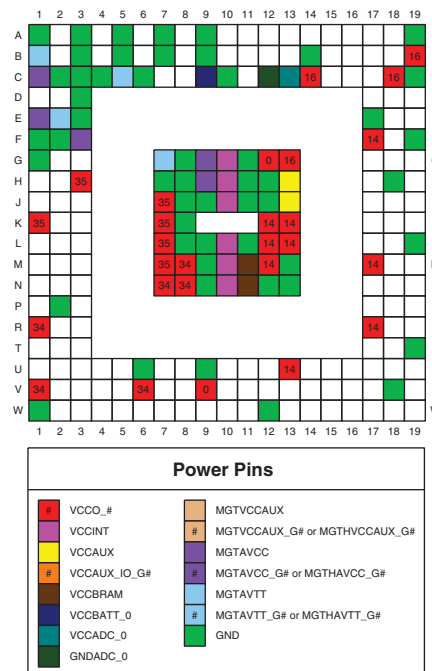 1 2 3 4 5 6 7 8 9 10 11 12 13 14 15 16 17 18 19
A
B 16
C 14 16
D
E
F 14
G 0 16
H 35
J 35
K 35 35 14 14
L 35 14 14
M 35 34 14 14
N 34 34
P
R 34 14
T
U 14
V 34 34 0
W
1 2 3 4 5 6 7 8 9 10 11 12 13 14 15 16 17 18 19
Power Pins
# VCCO_#
VCCINT
VCCAUX
# VCCAUX_IO_G#
VCCBRAM
VCCBATT_0
VCCADC_0
GNDADC_0
MGTVCCAUX
# MGTVCCAUX_G# or MGTHVCCAUX_G#
MGTAVCC
# MGTAVCC_G# or MGTHAVCC_G#
MGTAVTT
# MGTAVTT_G# or MGTHAVTT_G#
GND